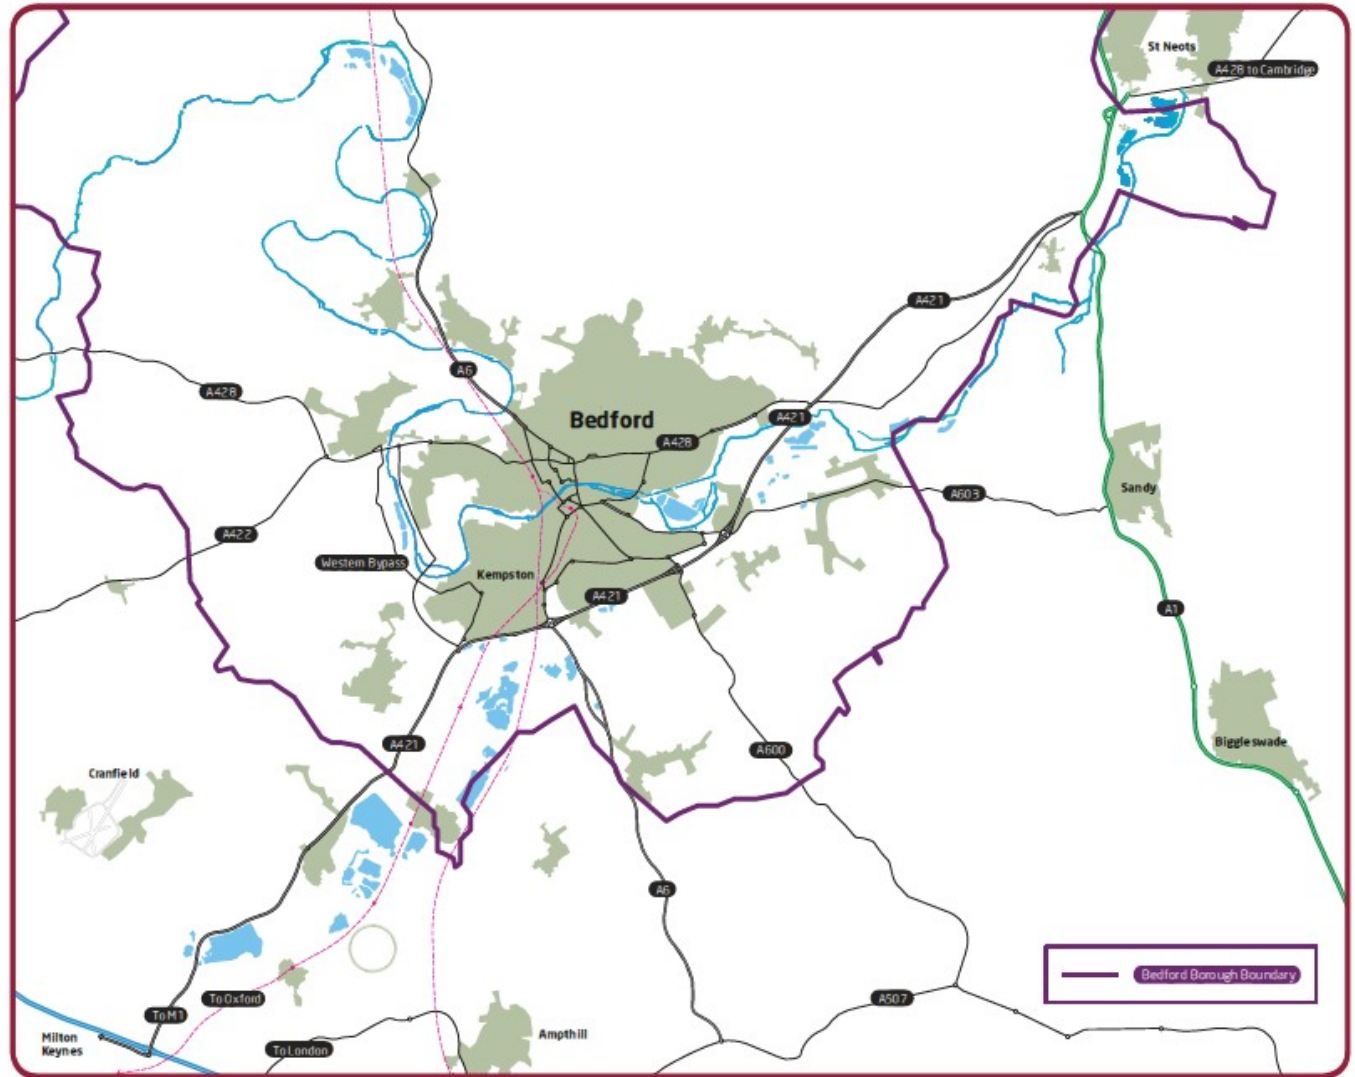 St Neots
A428 to Cambridge
A421
A6
A428
Bedford
A421
A428
Sandy
A603
A422
Western Bypass
Kempston
A421
A1
A421
A600
Biggleswade
Cranfield
A6
Bedford Borough Boundary
To Oxford
A507
To M1
Milton
Keynes
To London
Ampthill